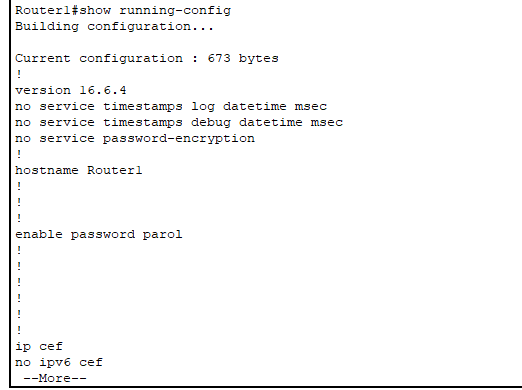 Router1#show running-config
Building configuration...

Current configuration : 673 bytes
!
version 16.6.4
no service timestamps log datetime msec
no service timestamps debug datetime msec
no service password-encryption
!
hostname Router1
!
!
!
enable password parol
!
!
!
!
!
!
ip cef
no ipv6 cef
 --More--